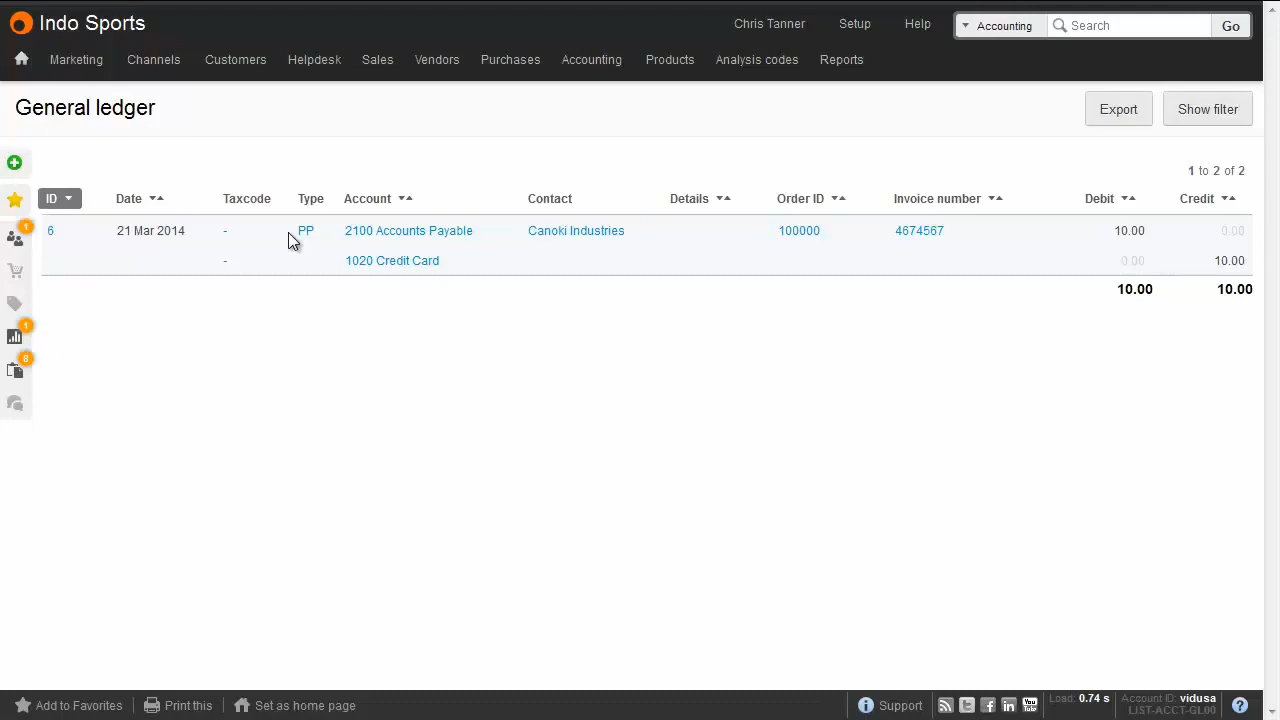 Indo Sports
Chris Tanner Setup Help Accounting Search Go
Marketing Channels Customers Helpdesk Sales Vendors Purchases Accounting Products Analysis codes Reports
General ledger
Export Show filter
1 to 2 of 2
ID Date Taxcode Type Account Contact Details Order ID Invoice number Debit Credit
6 21 Mar 2014 - PP 2100 Accounts Payable Canoki Industries 100000 4674567 10.00 0.00
- 1020 Credit Card 0.00 10.00
10.00 10.00
1
1
8
Add to Favorites Print this Set as home page Support Load: 0.74 s Account ID: vidusa
LIST-ACCT-GL00